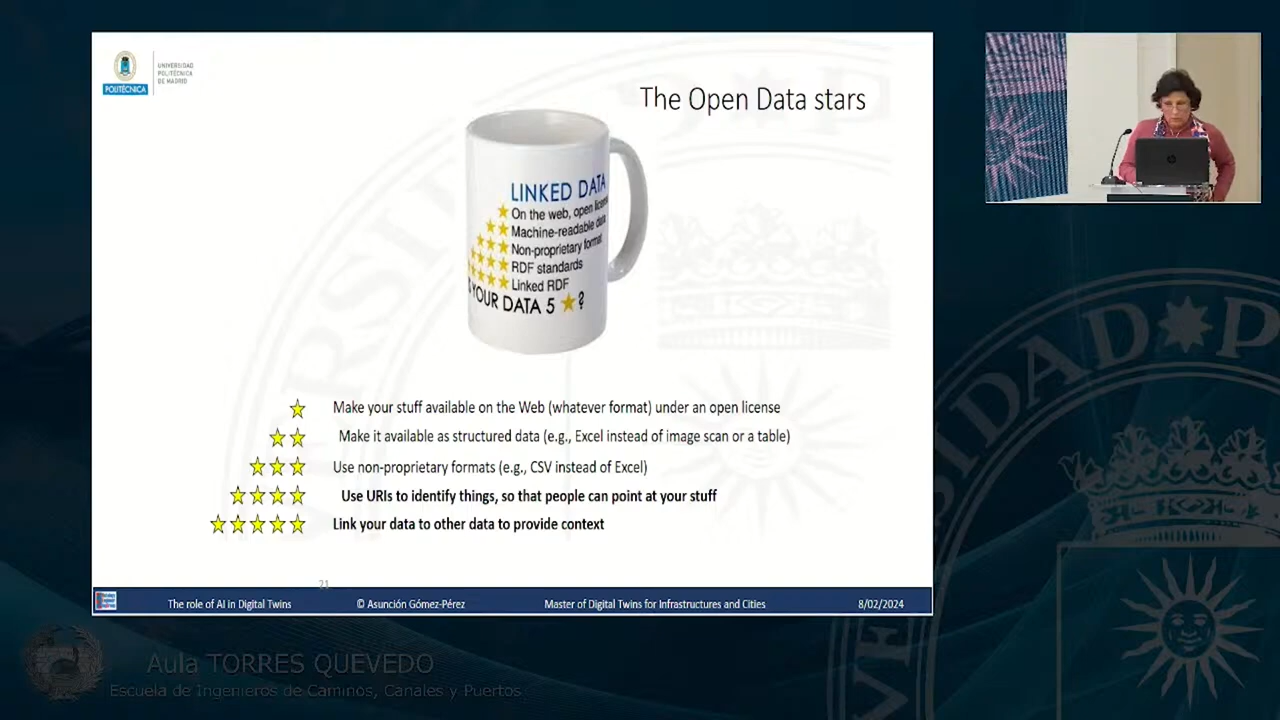 UNIVERSIDAD
POLITÉCNICA
DE MADRID
POLITÉCNICA
The Open Data stars
LINKED DATA
On the web, open
Machine-readable data
Non-proprietary format
RDF standards
Linked RDF
YOUR DATA 5 ★ ?
Make your stuff available on the Web (whatever format) under an open license
Make it available as structured data (e.g., Excel instead of image scan or a table)
Use non-proprietary formats (e.g., CSV instead of Excel)
Use URIs to identify things, so that people can point at your stuff
Link your data to other data to provide context
21
The role of AI in Digital Twins
© Asunción Gómez-Pérez
Master of Digital Twins for Infrastructures and Cities
8/02/2024
Aula TORRES QUEVEDO
Escuela de Ingenieros de Caminos, Canales y Puertos